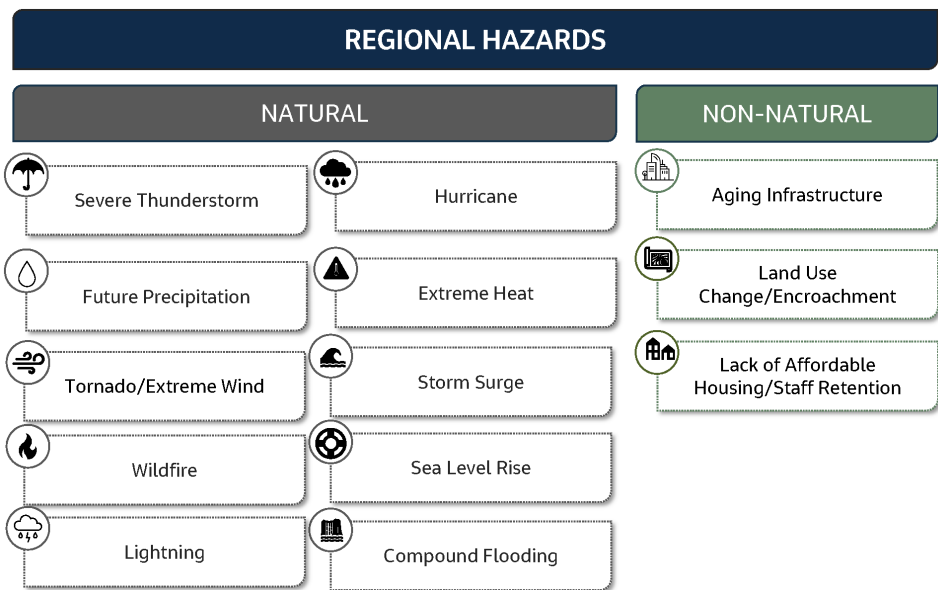 REGIONAL HAZARDS
NATURAL
NON-NATURAL
Severe Thunderstorm
Hurricane
Aging Infrastructure
Future Precipitation
Extreme Heat
Land Use
Change/Encroachment
Tornado/Extreme Wind
Storm Surge
Lack of Affordable
Housing/Staff Retention
Wildfire
Sea Level Rise
Lightning
Compound Flooding